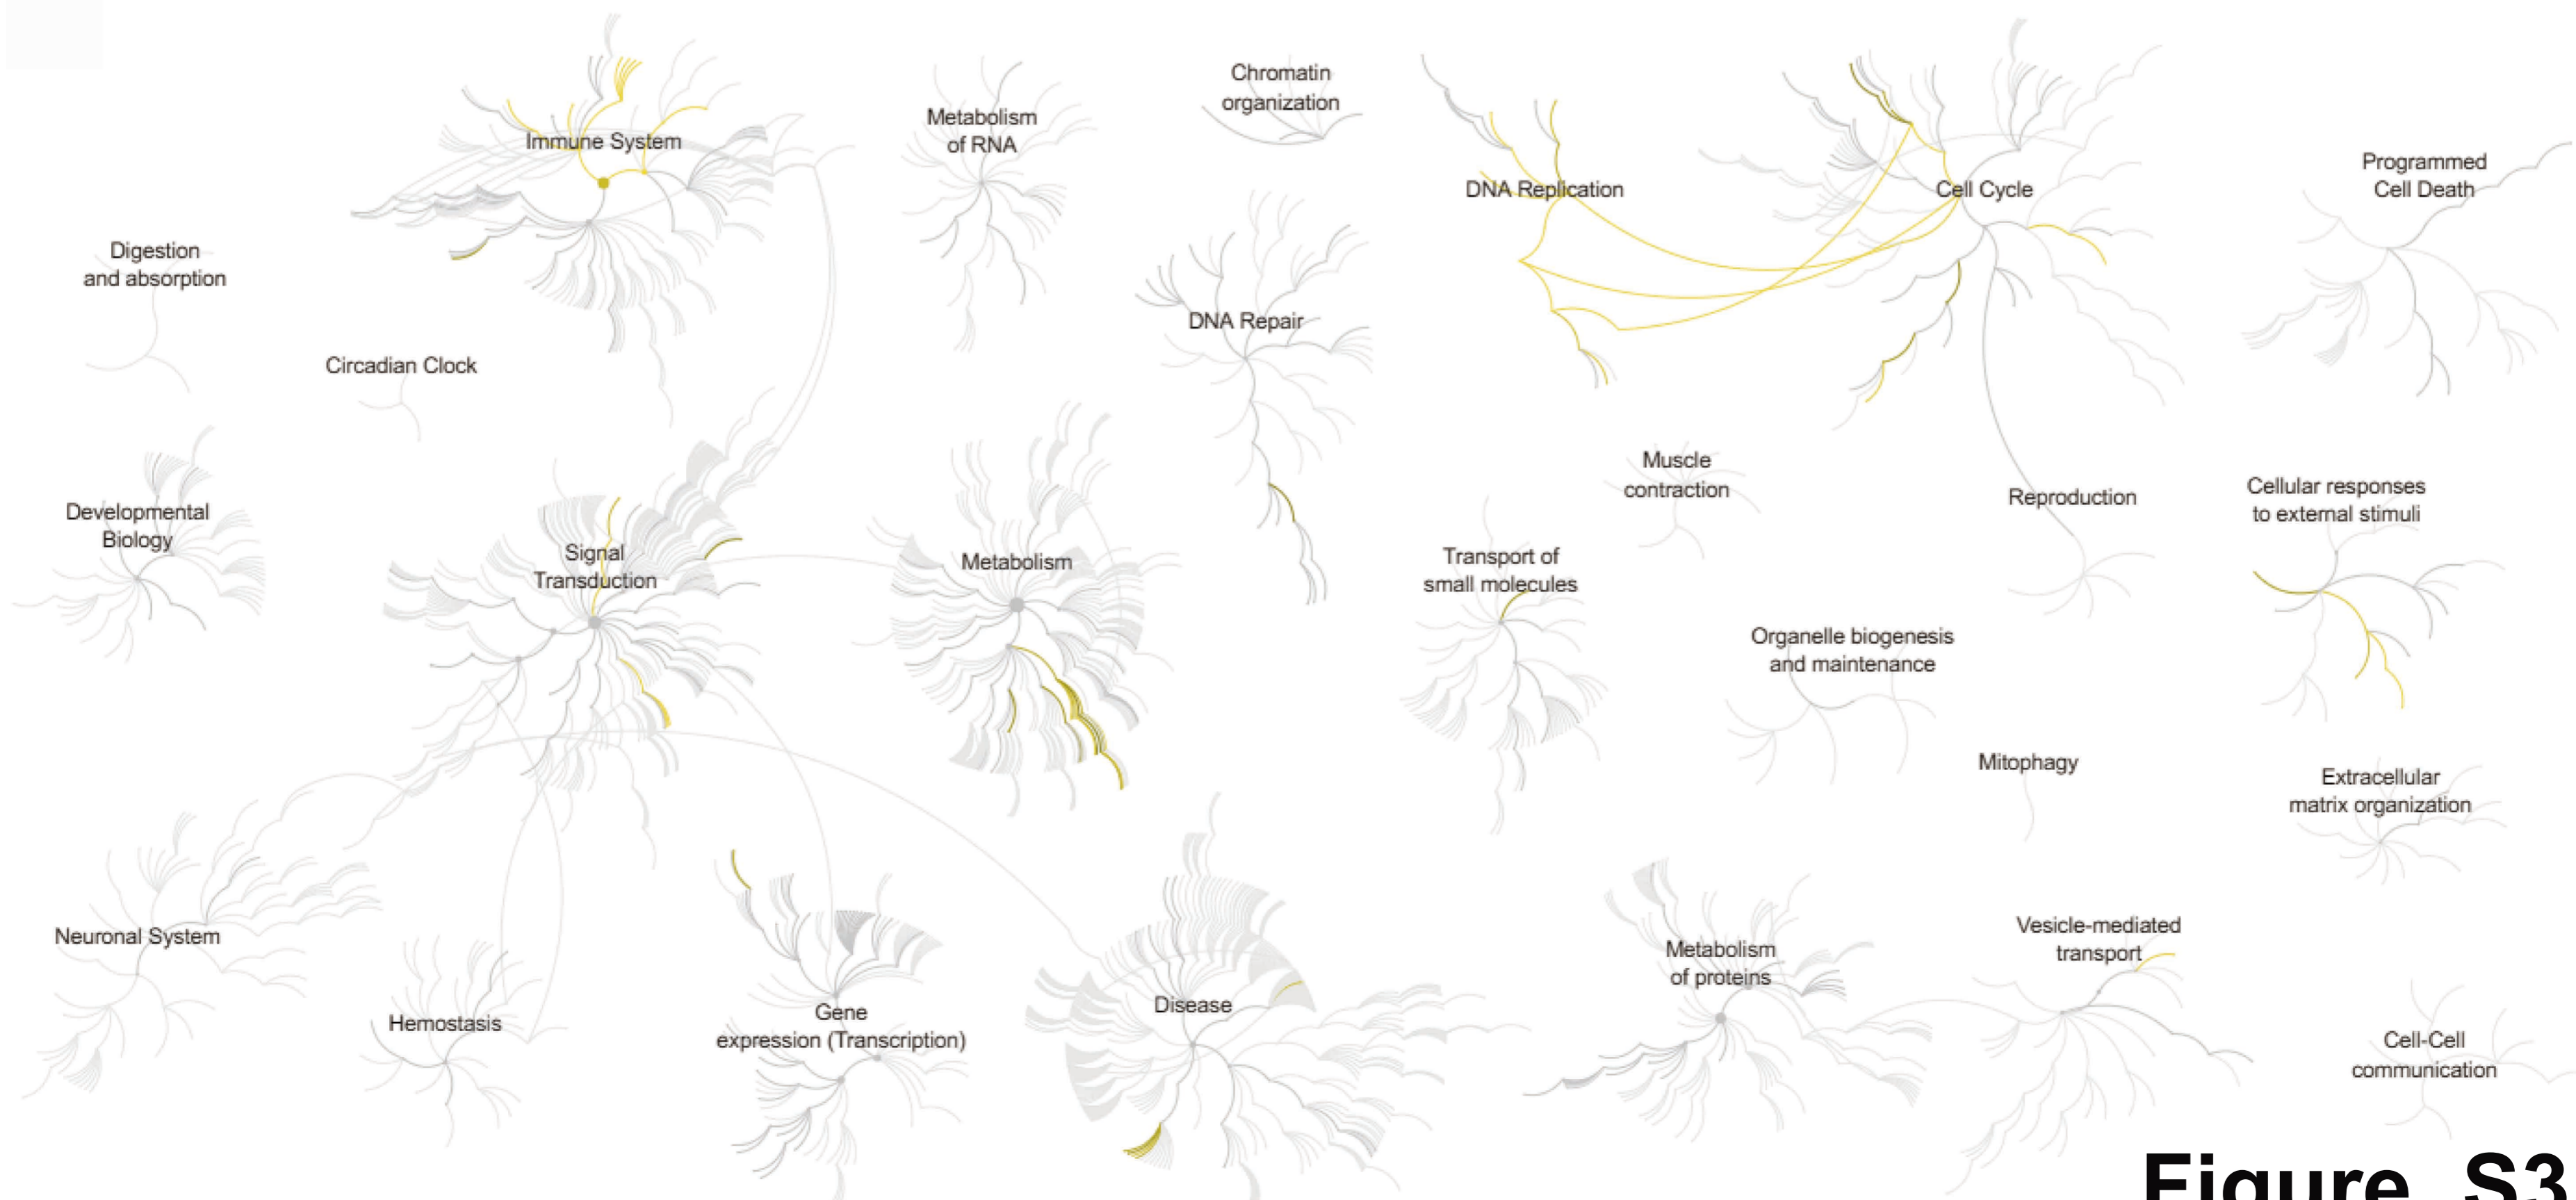 Immune System
Metabolism
of RNA
Chromatin
organization
DNA Replication
Cell Cycle
Programmed
Cell Death
Digestion
and absorption
DNA Repair
Circadian Clock
Developmental
Biology
Signal
Transduction
Metabolism
Muscle
contraction
Transport of
small molecules
Reproduction
Cellular responses
to external stimuli
Organelle biogenesis
and maintenance
Mitophagy
Extracellular
matrix organization
Neuronal System
Hemostasis
Gene
expression (Transcription)
Disease
Metabolism
of proteins
Vesicle-mediated
transport
Cell-Cell
communication
Figure S3